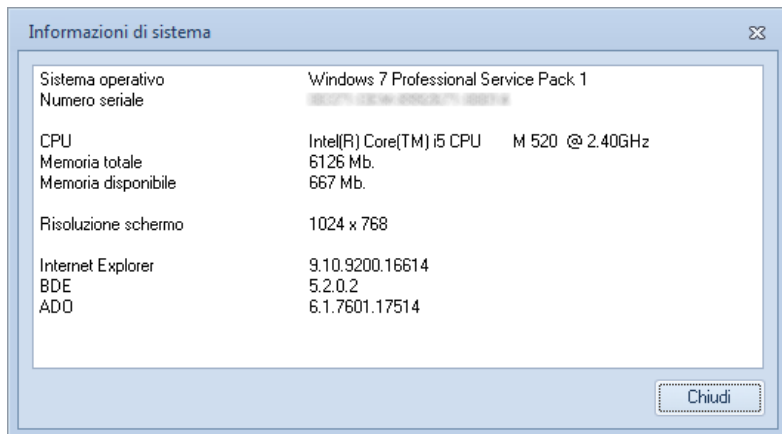 Informazioni di sistema
Sistema operativo Windows 7 Professional Service Pack 1
Numero seriale
CPU Intel(R) Core(TM) i5 CPU M 520 @ 2.40GHz
Memoria totale 6126 Mb.
Memoria disponibile 667 Mb.
Risoluzione schermo 1024 x 768
Internet Explorer 9.10.9200.16614
BDE 5.2.0.2
ADO 6.1.7601.17514
Chiudi